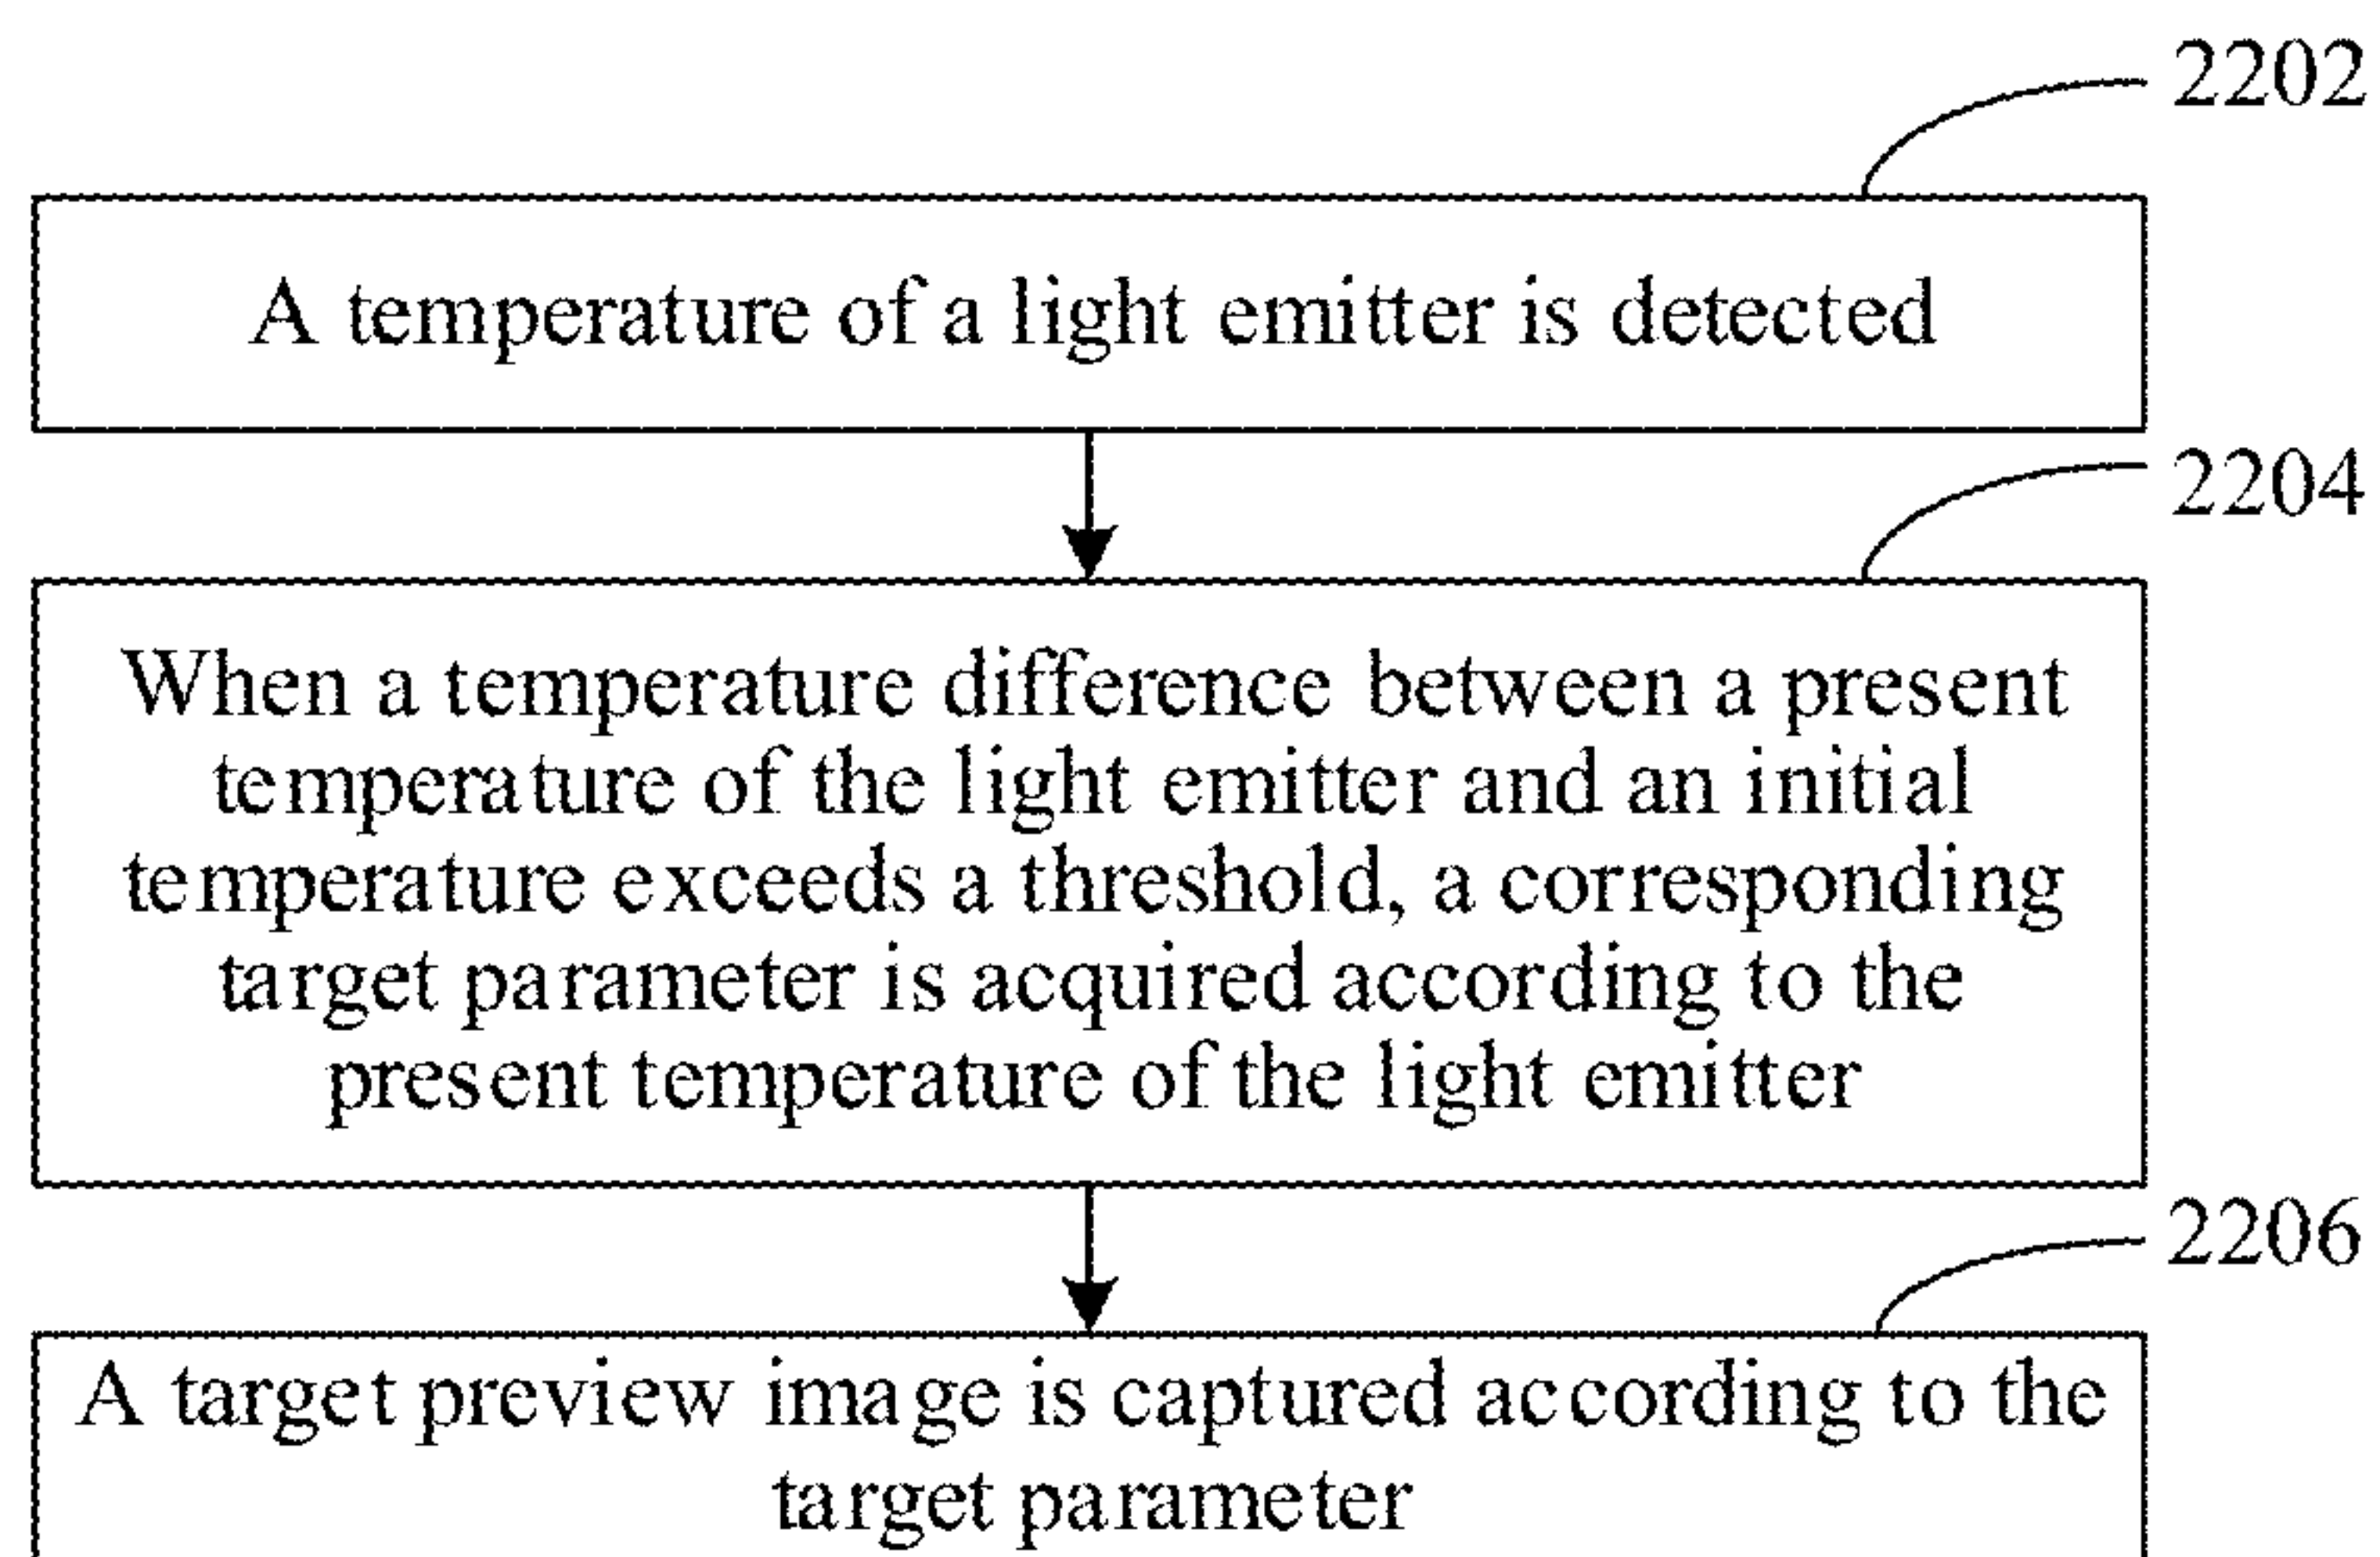 2202
A temperature of a light emitter is detected
2204
When a temperature difference between a present
temperature of the light emitter and an initial
temperature exceeds a threshold, a corresponding
target parameter is acquired according to the
present temperature of the light emitter
2206
A target preview image is captured according to the
target parameter